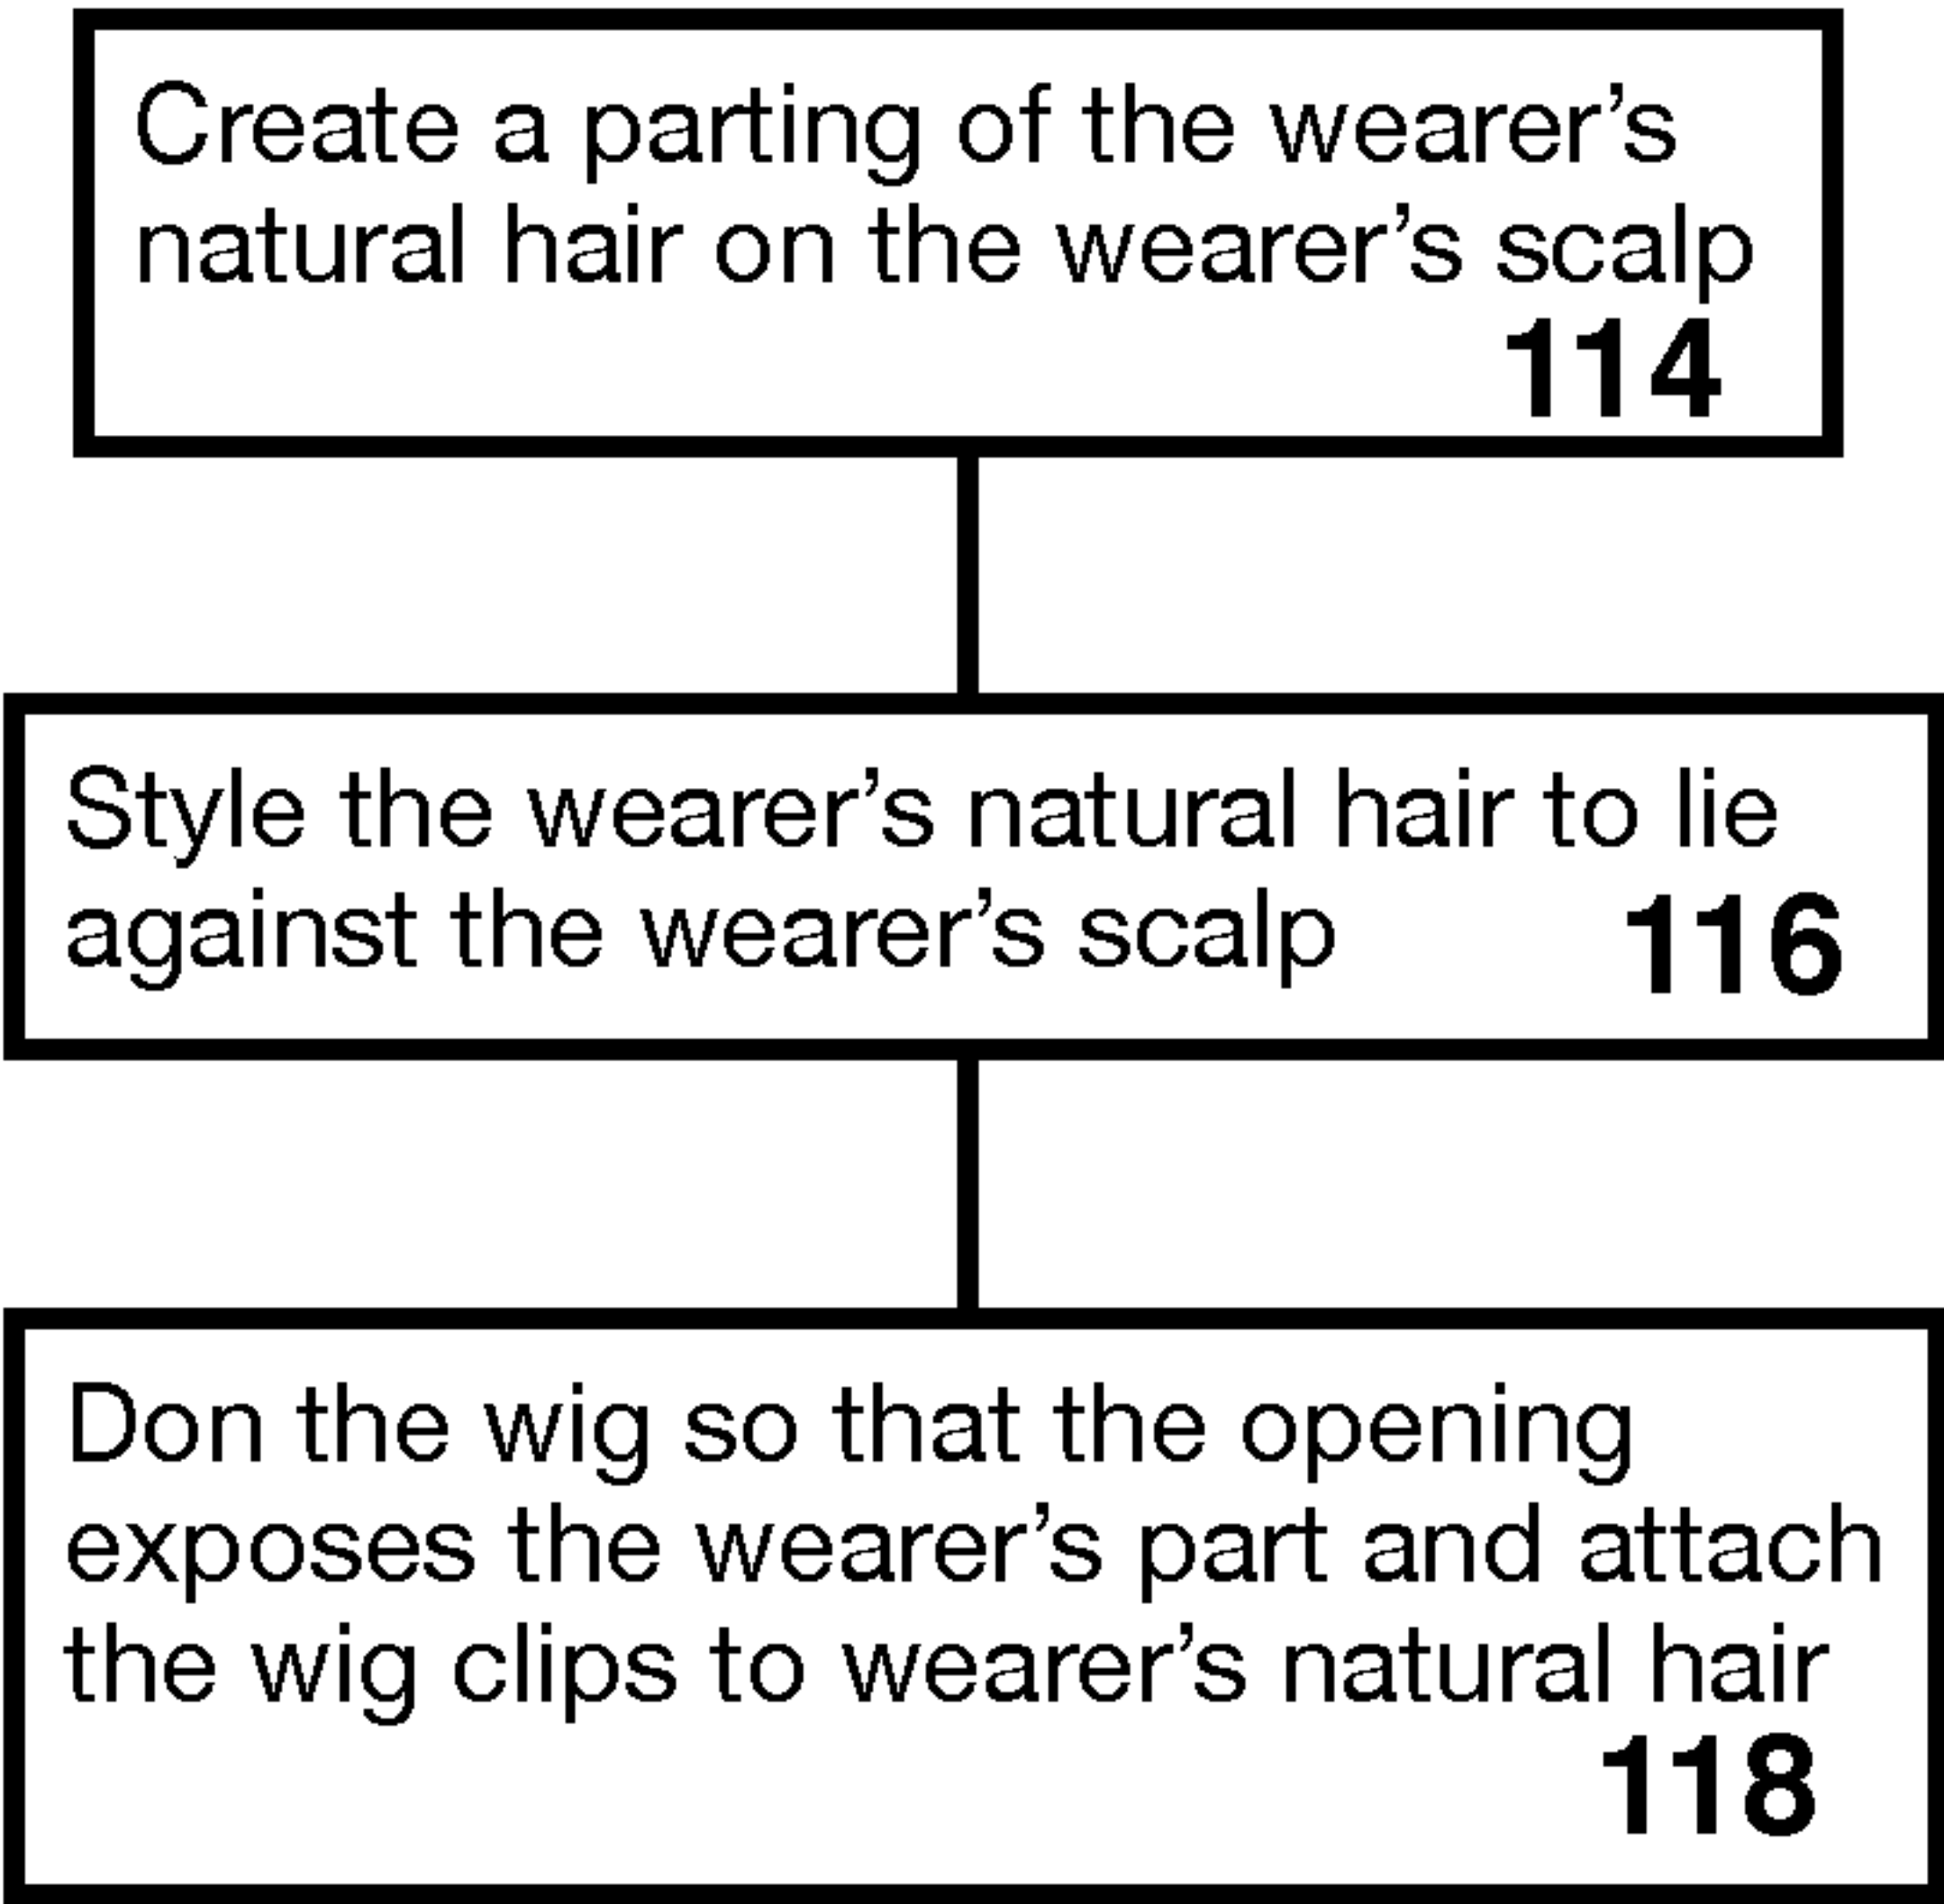 Create a parting of the wearer’s
natural hair on the wearer’s scalp
114
Style the wearer’s natural hair to lie
against the wearer’s scalp 116
Don the wig so that the opening
exposes the wearer’s part and attach
the wig clips to wearer’s natural hair
118